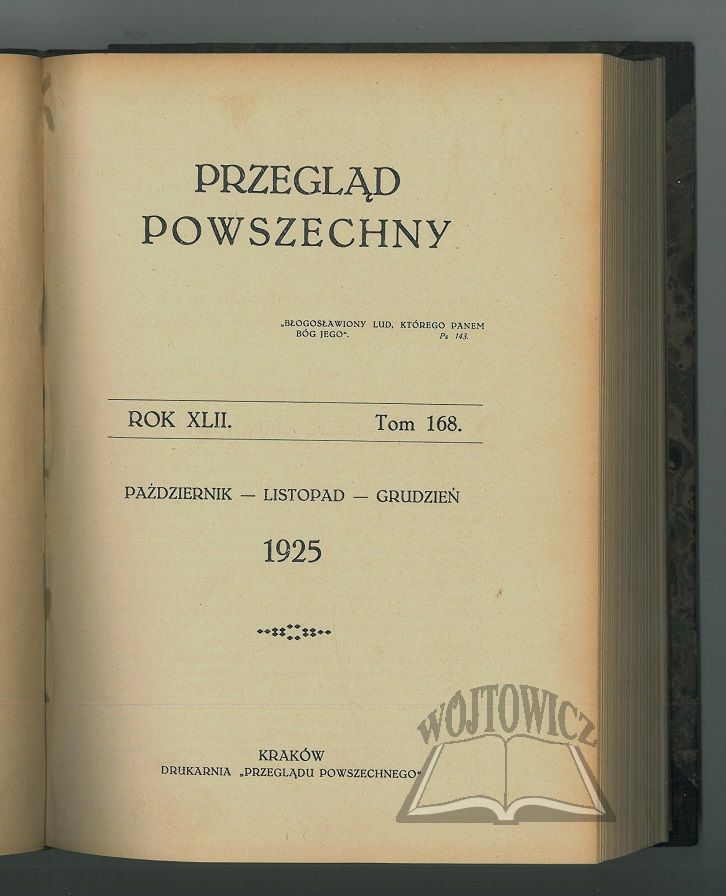 PRZEGLĄD
POWSZECHNY
„BŁOGOSŁAWIONY LUD, KTÓREGO PANEM
BÓG JEGO“.
Ps 143.
ROK XLII. Tom 168.
PAŹDZIERNIK — LISTOPAD — GRUDZIEŃ
1925
KRAKÓW
DRUKARNIA „PRZEGLĄDU POWSZECHNEGO“
WÓJTOWICZ